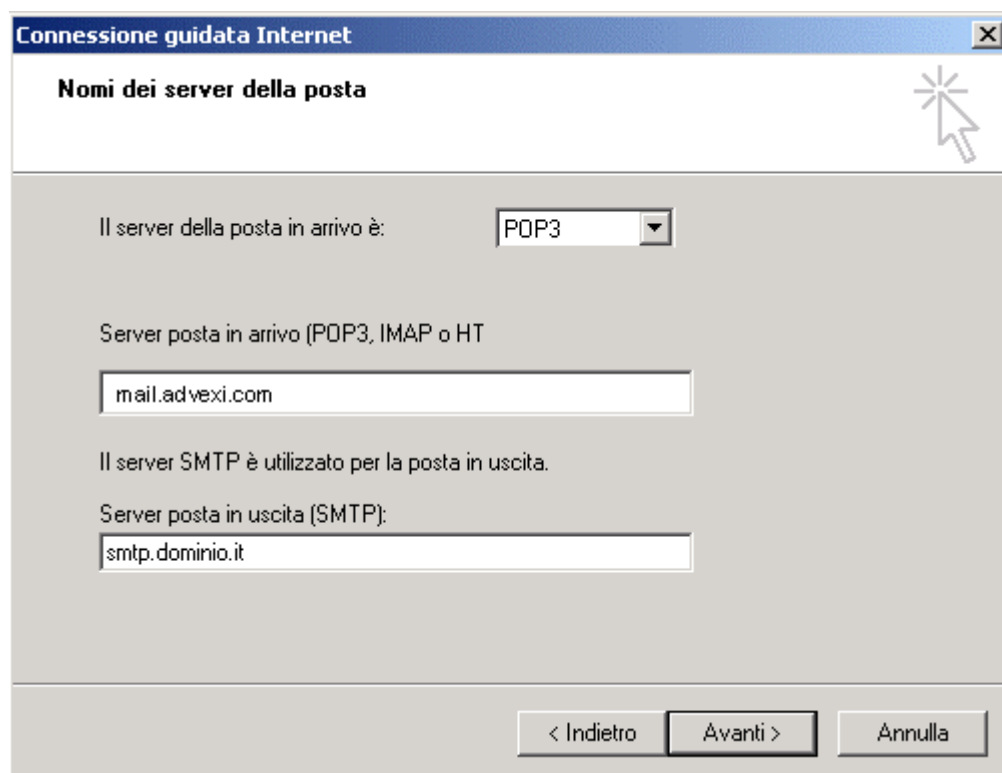 Connessione guidata Internet
Nomi dei server della posta
Il server della posta in arrivo è: POP3
Server posta in arrivo (POP3, IMAP o HT
mail.advexi.com
Il server SMTP è utilizzato per la posta in uscita.
Server posta in uscita (SMTP):
smtp.dominio.it
< Indietro Avanti > Annulla